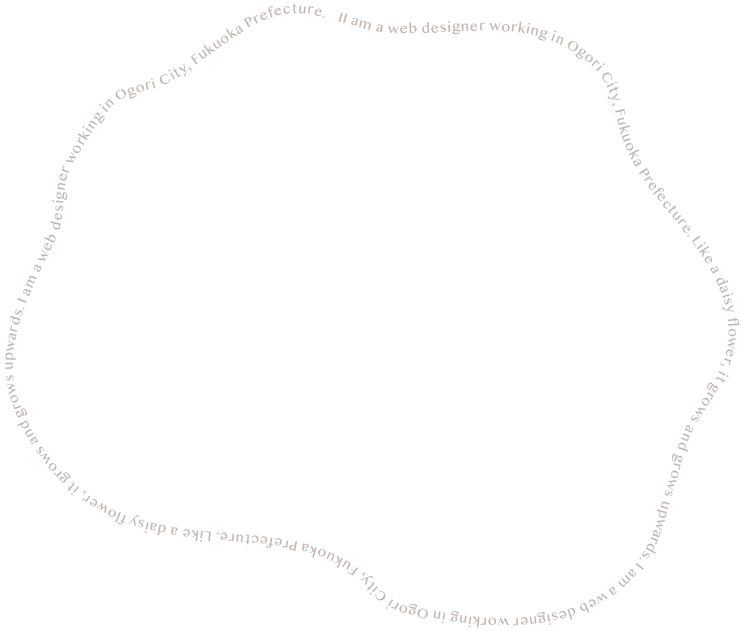 II am a web designer working in Ogori City, Fukuoka Prefecture. Like a daisy flower, it grows and grows upwards. I am a web designer working in Ogori City, Fukuoka Prefecture. Like a daisy flower, it grows and grows upwards. I am a web designer working in Ogori City, Fukuoka Prefecture.